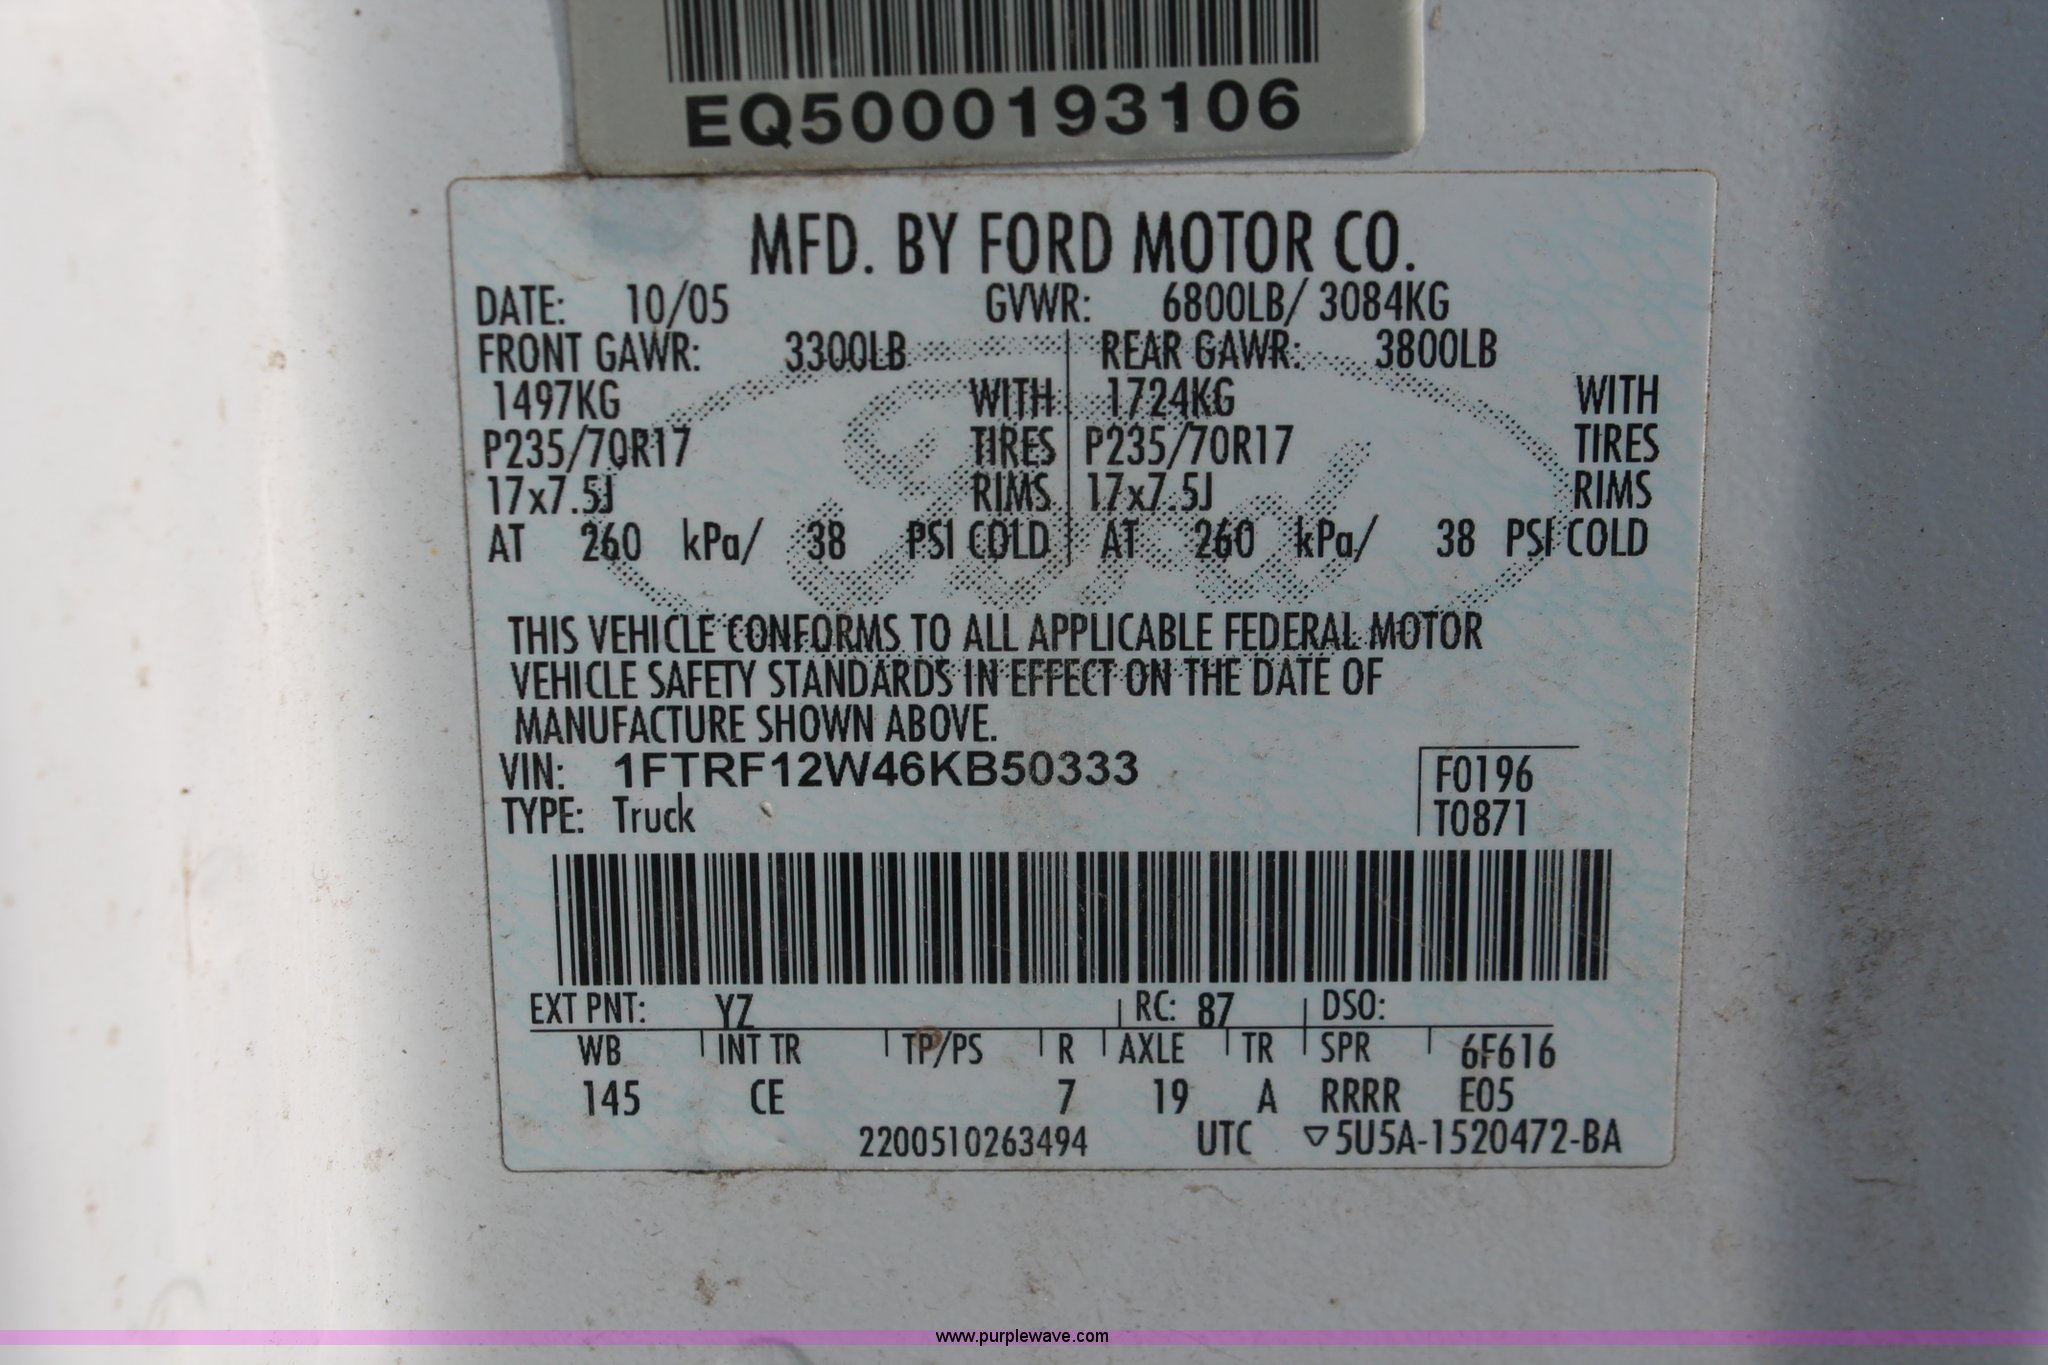 EQ5000193106
MFD. BY FORD MOTOR CO.
DATE: 10/05 GVWR: 6800LB/ 3084KG
FRONT GAWR: 3300LB REAR GAWR: 3800LB
1497KG WITH 1724KG WITH
P235/70R17 TIRES P235/70R17 TIRES
17x7.5J RIMS 17x7.5J RIMS
AT 260 kPa/ 38 PSI COLD AT 260 kPa/ 38 PSI COLD
Ford
THIS VEHICLE CONFORMS TO ALL APPLICABLE FEDERAL MOTOR
VEHICLE SAFETY STANDARDS IN EFFECT ON THE DATE OF
MANUFACTURE SHOWN ABOVE.
VIN: 1FTRF12W46KB50333 F0196
TYPE: Truck T0871
EXT PNT: YZ RC: 87 DSO:
WB INT TR TP/PS R AXLE TR SPR 6F616
145 CE 7 19 A RRRR E05
2200510263494 UTC ▽5U5A-1520472-BA
www.purplewave.com